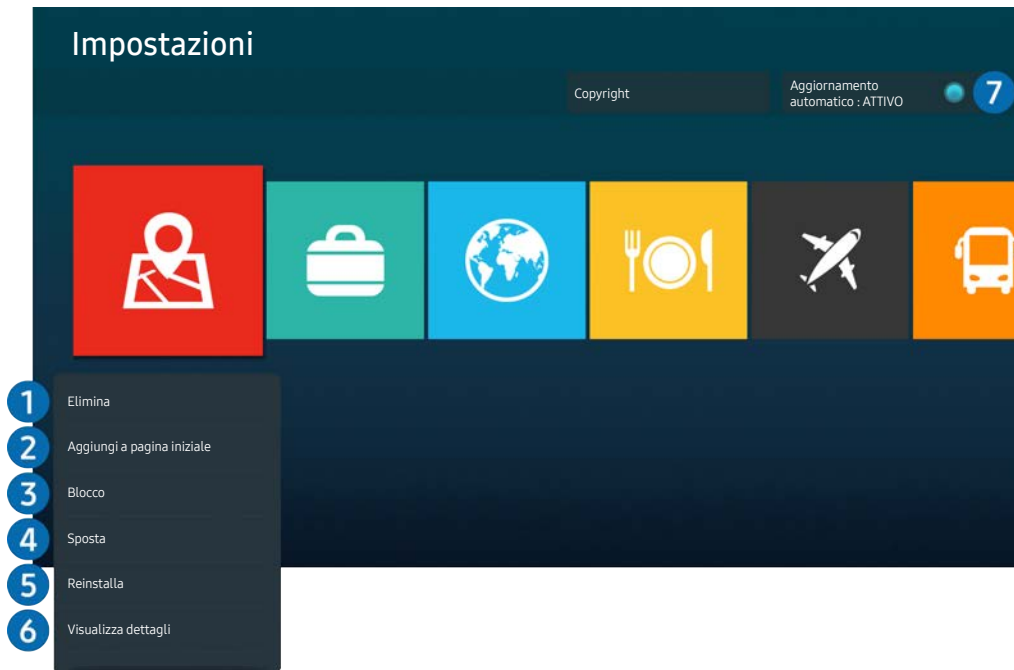 Impostazioni
Copyright
Aggiornamento
automatico : ATTIVO
7
1
Elimina
2
Aggiungi a pagina iniziale
3
Blocco
4
Sposta
5
Reinstalla
6
Visualizza dettagli